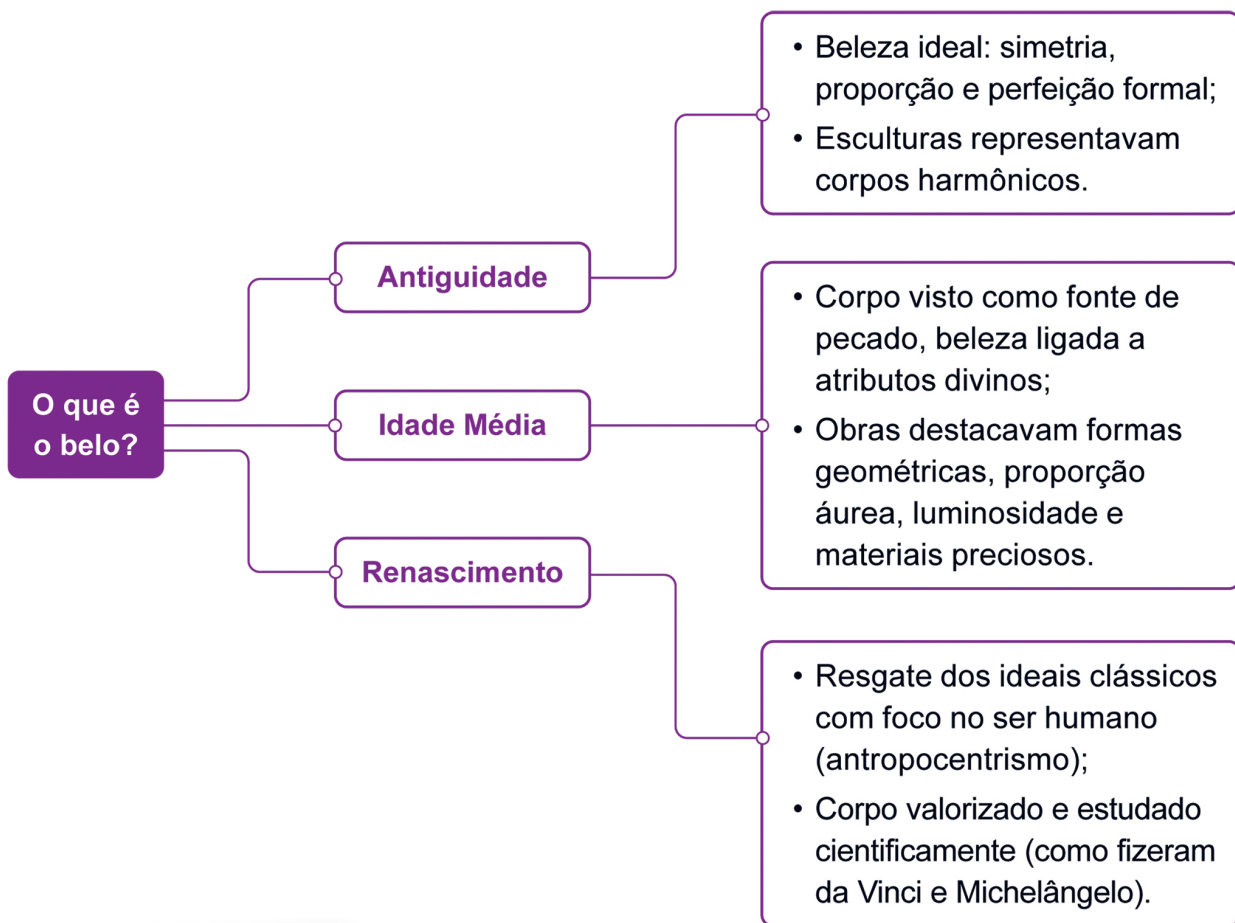 O que é
o belo?
Antiguidade
• Beleza ideal: simetria,
proporção e perfeição formal;
• Esculturas representavam
corpos harmônicos.
Idade Média
• Corpo visto como fonte de
pecado, beleza ligada a
atributos divinos;
• Obras destacavam formas
geométricas, proporção
áurea, luminosidade e
materiais preciosos.
Renascimento
• Resgate dos ideais clássicos
com foco no ser humano
(antropocentrismo);
• Corpo valorizado e estudado
cientificamente (como fizeram
da Vinci e Michelângelo).